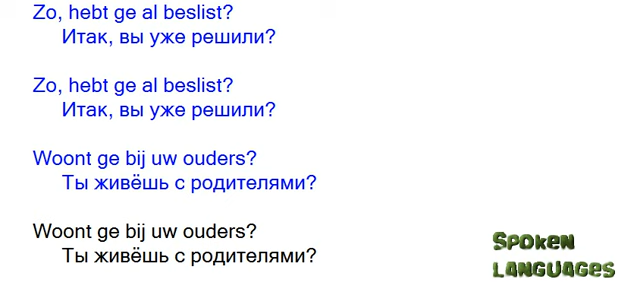 Zo, hebt ge al beslist?
Итак, вы уже решили?
Zo, hebt ge al beslist?
Итак, вы уже решили?
Woont ge bij uw ouders?
Ты живёшь с родителями?
Woont ge bij uw ouders?
Ты живёшь с родителями?
Spoken
Languages